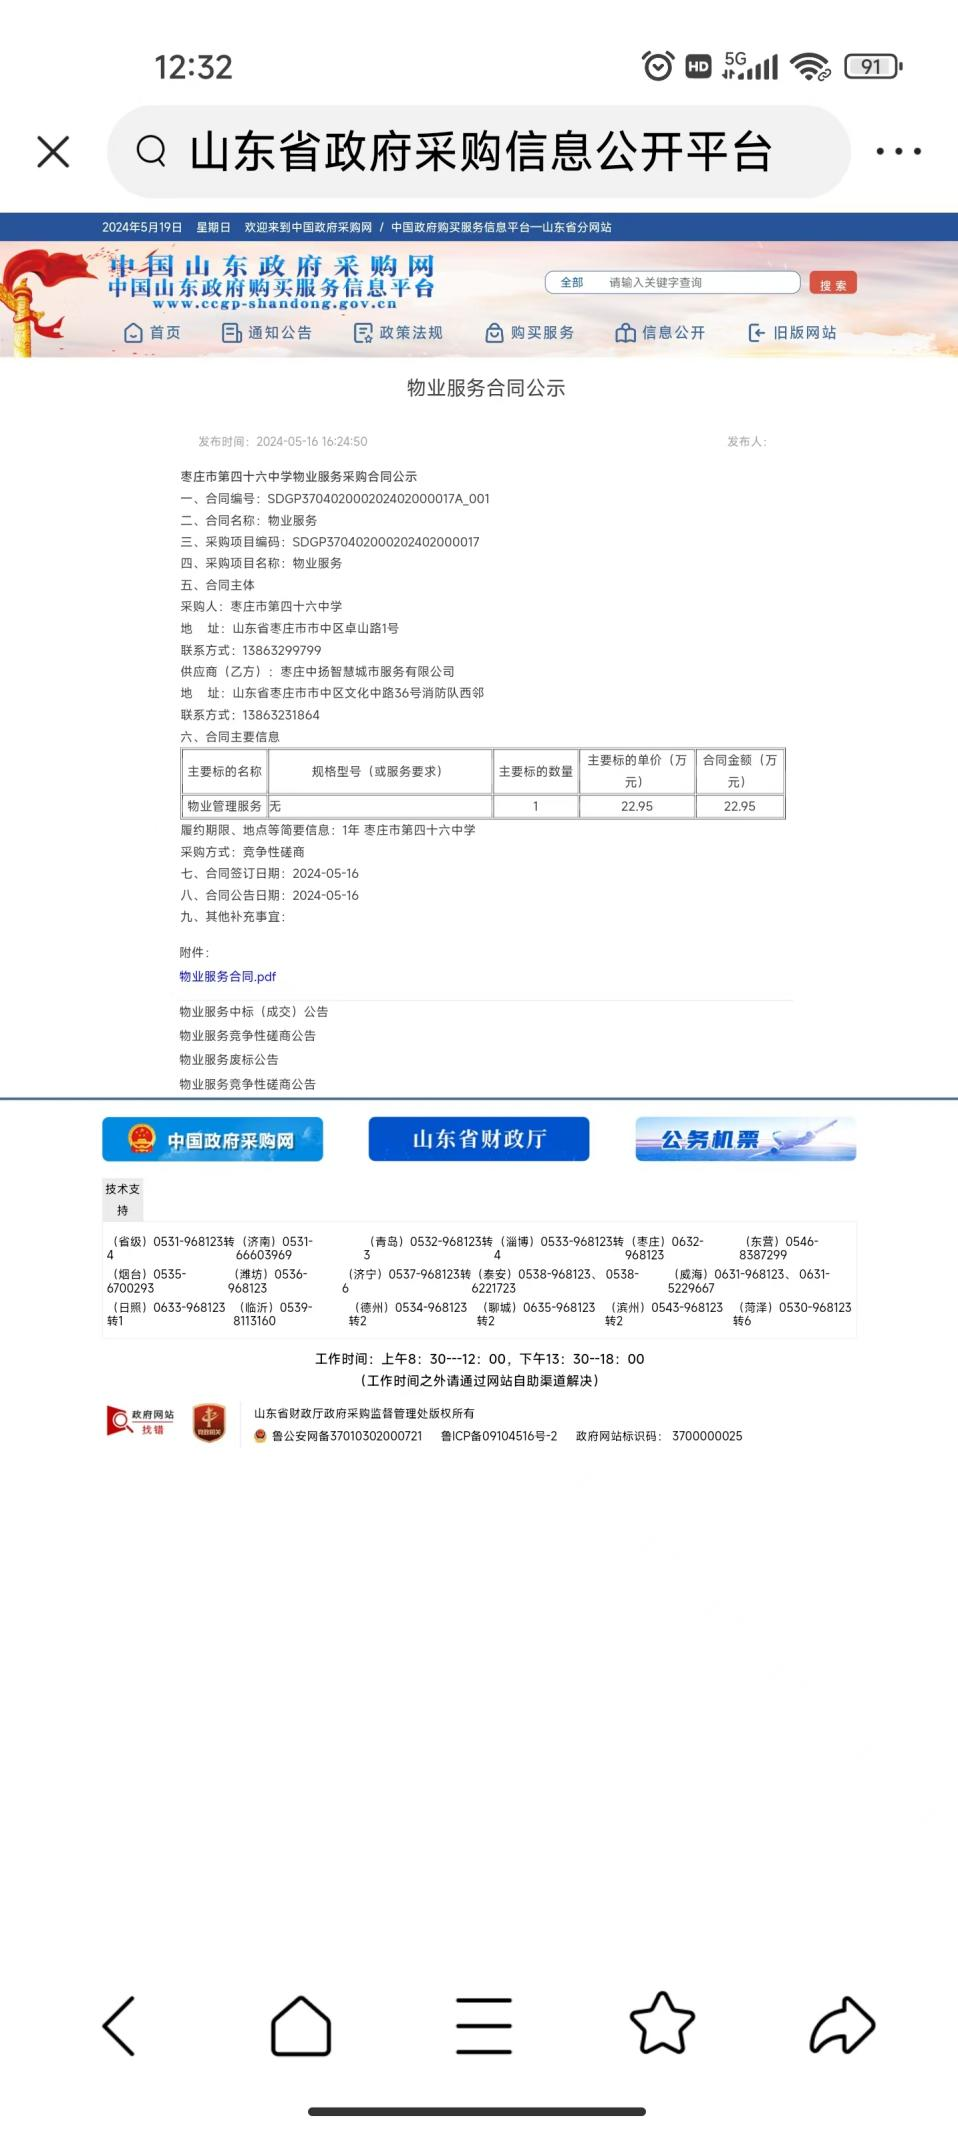 12:32
HD 5G 91
山东省政府采购信息公开平台
2024年5月19日 星期日 欢迎来到中国政府采购网 / 中国政府购买服务信息平台—山东省分网站
中国山东政府采购网
中国山东政府购买服务信息平台
www.ccgp-shandong.gov.cn
全部 请输入关键字查询 搜索
首页 通知公告 政策法规 购买服务 信息公开 旧版网站
物业服务合同公示
发布时间：2024-05-16 16:24:50 发布人：
枣庄市第四十六中学物业服务采购合同公示
一、合同编号：SDGP370402000202402000017A_001
二、合同名称：物业服务
三、采购项目编码：SDGP370402000202402000017
四、采购项目名称：物业服务
五、合同主体
采购人：枣庄市第四十六中学
地 址：山东省枣庄市市中区卓山路1号
联系方式：13863299799
供应商（乙方）：枣庄中扬智慧城市服务有限公司
地 址：山东省枣庄市市中区文化中路36号消防队西邻
联系方式：13863231864
六、合同主要信息
主要标的名称 规格型号（或服务要求） 主要标的数量 主要标的单价（万元） 合同金额（万元）
物业管理服务 无 1 22.95 22.95
履约期限、地点等简要信息：1年 枣庄市第四十六中学
采购方式：竞争性磋商
七、合同签订日期：2024-05-16
八、合同公告日期：2024-05-16
九、其他补充事宜：
附件：
物业服务合同.pdf
物业服务中标（成交）公告
物业服务竞争性磋商公告
物业服务废标公告
物业服务竞争性磋商公告
中国政府采购网 山东省财政厅 公务机票
技术支持
（省级）0531-968123转4 （济南）0531-66603969 （青岛）0532-968123转3 （淄博）0533-968123转4 （枣庄）0632-968123 （东营）0546-8387299
（烟台）0535-6700293 （潍坊）0536-968123 （济宁）0537-968123转6 （泰安）0538-968123、0538-6221723 （威海）0631-968123、0631-5229667
（日照）0633-968123转1 （临沂）0539-8113160 （德州）0534-968123转2 （聊城）0635-968123转2 （滨州）0543-968123转2 （菏泽）0530-968123转6
工作时间：上午8：30---12：00，下午13：30--18：00
（工作时间之外请通过网站自助渠道解决）
政府网站
找错
党政机关
山东省财政厅政府采购监督管理处版权所有
鲁公安网备37010302000721 鲁ICP备09104516号-2 政府网站标识码： 3700000025